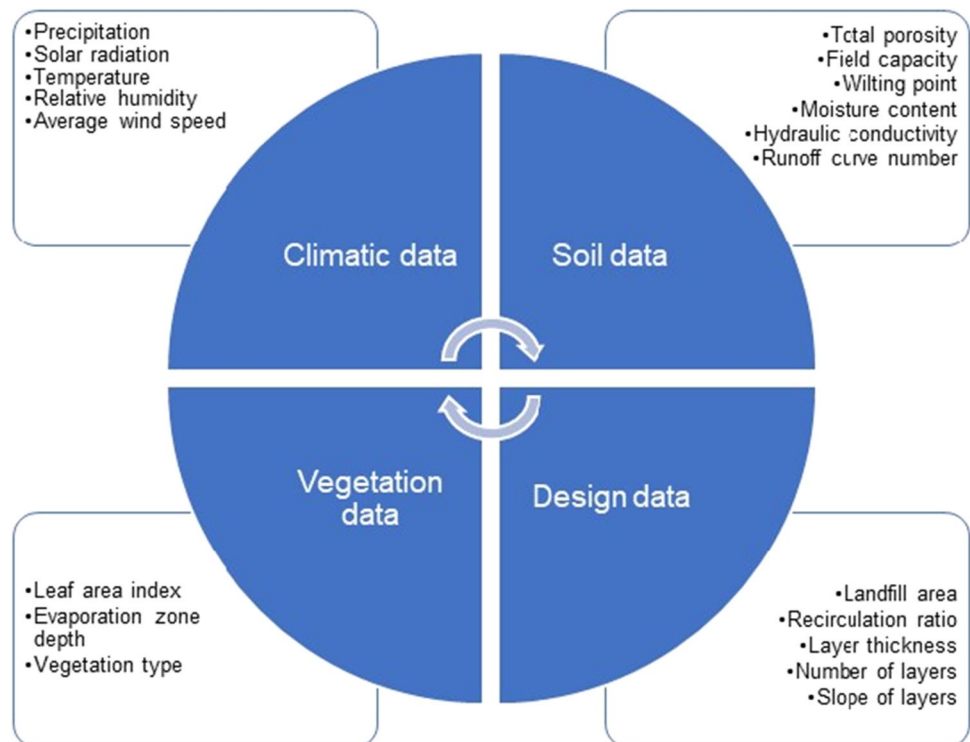 •Precipitation
•Solar radiation
•Temperature
•Relative humidity
•Average wind speed
•Total porosity
•Field capacity
•Wilting point
•Moisture content
•Hydraulic conductivity
•Runoff curve number
Climatic data
Soil data
Vegetation
data
Design data
•Leaf area index
•Evaporation zone
depth
•Vegetation type
•Landfill area
•Recirculation ratio
•Layer thickness
•Number of layers
•Slope of layers